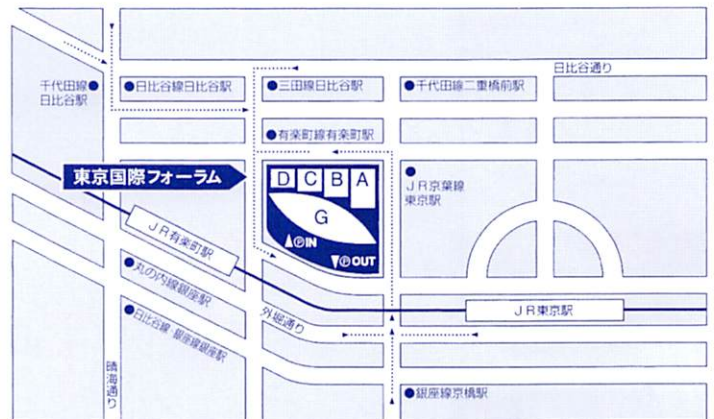 日比谷通り
千代田線●
日比谷駅
●日比谷線日比谷駅
●三田線日比谷駅
●千代田線二重橋前駅
●有楽町線有楽町駅
東京国際フォーラム
D C B A
G
▲ⓅIN
▼ⓅOUT
●
JR京葉線
東京駅
JR有楽町駅
●丸の内線銀座駅
●日比谷線・銀座線銀座駅
外堀通り
JR東京駅
晴海通り
●銀座線京橋駅